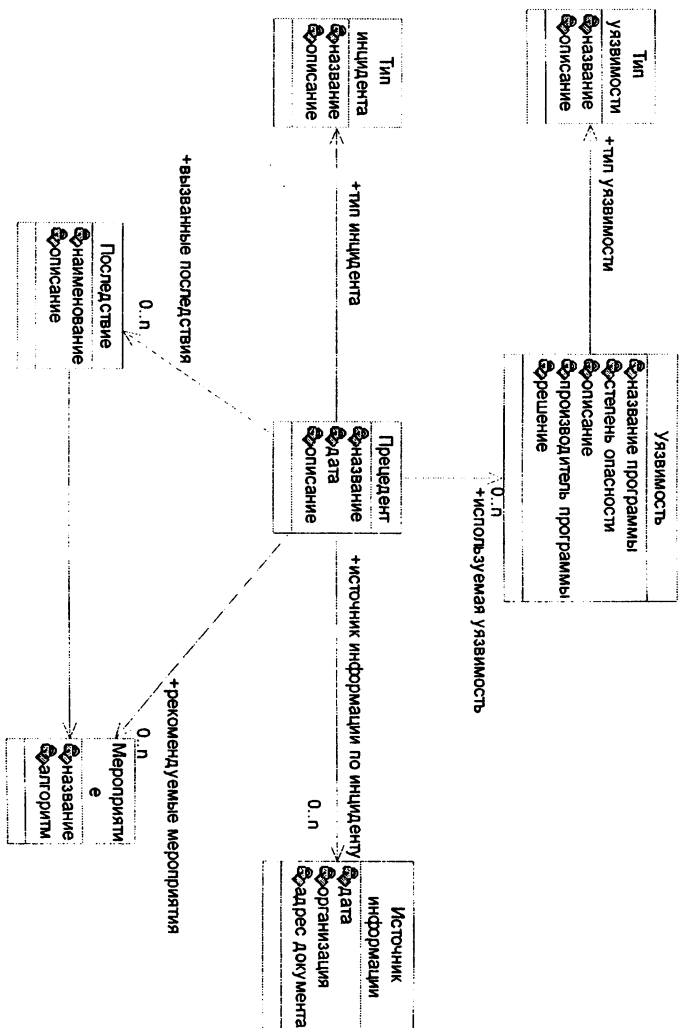 Тип
уязвимости
название
описание
+тип уязвимости
Уязвимость
название программы
степень опасности
описание
производитель программы
решение
0..n
+используемая уязвимость
Тип
инцидента
название
описание
+тип инцидента
Прецедент
название
дата
описание
+источник информации по инциденту
0..n
Источник
информации
дата
организация
адрес документа
+вызванные последствия
0..n
Последствие
наименование
описание
+рекомендуемые мероприятия
0..n
Мероприяти
е
название
алгоритм